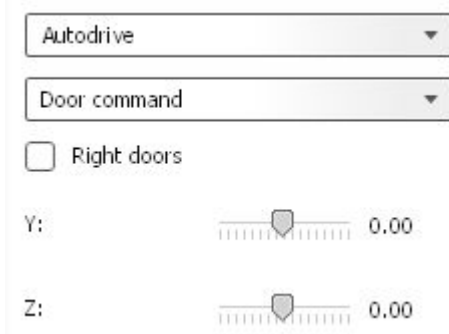 Autodrive
Door command
Right doors
Y: 0.00
Z: 0.00